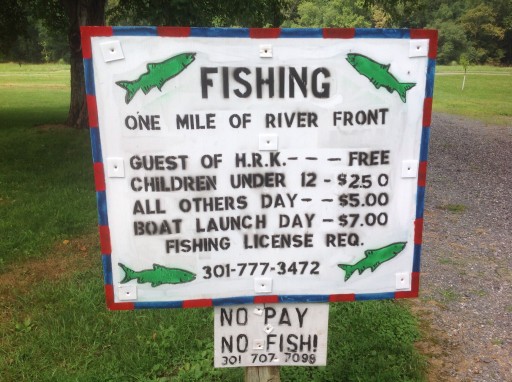 FISHING
ONE MILE OF RIVER FRONT
GUEST OF H.R.K.--- FREE
CHILDREN UNDER 12 - $2.50
ALL OTHERS DAY-- $5.00
BOAT LAUNCH DAY - $7.00
FISHING LICENSE REQ.
301-777-3472
NO PAY
NO FISH!
301 707-7098